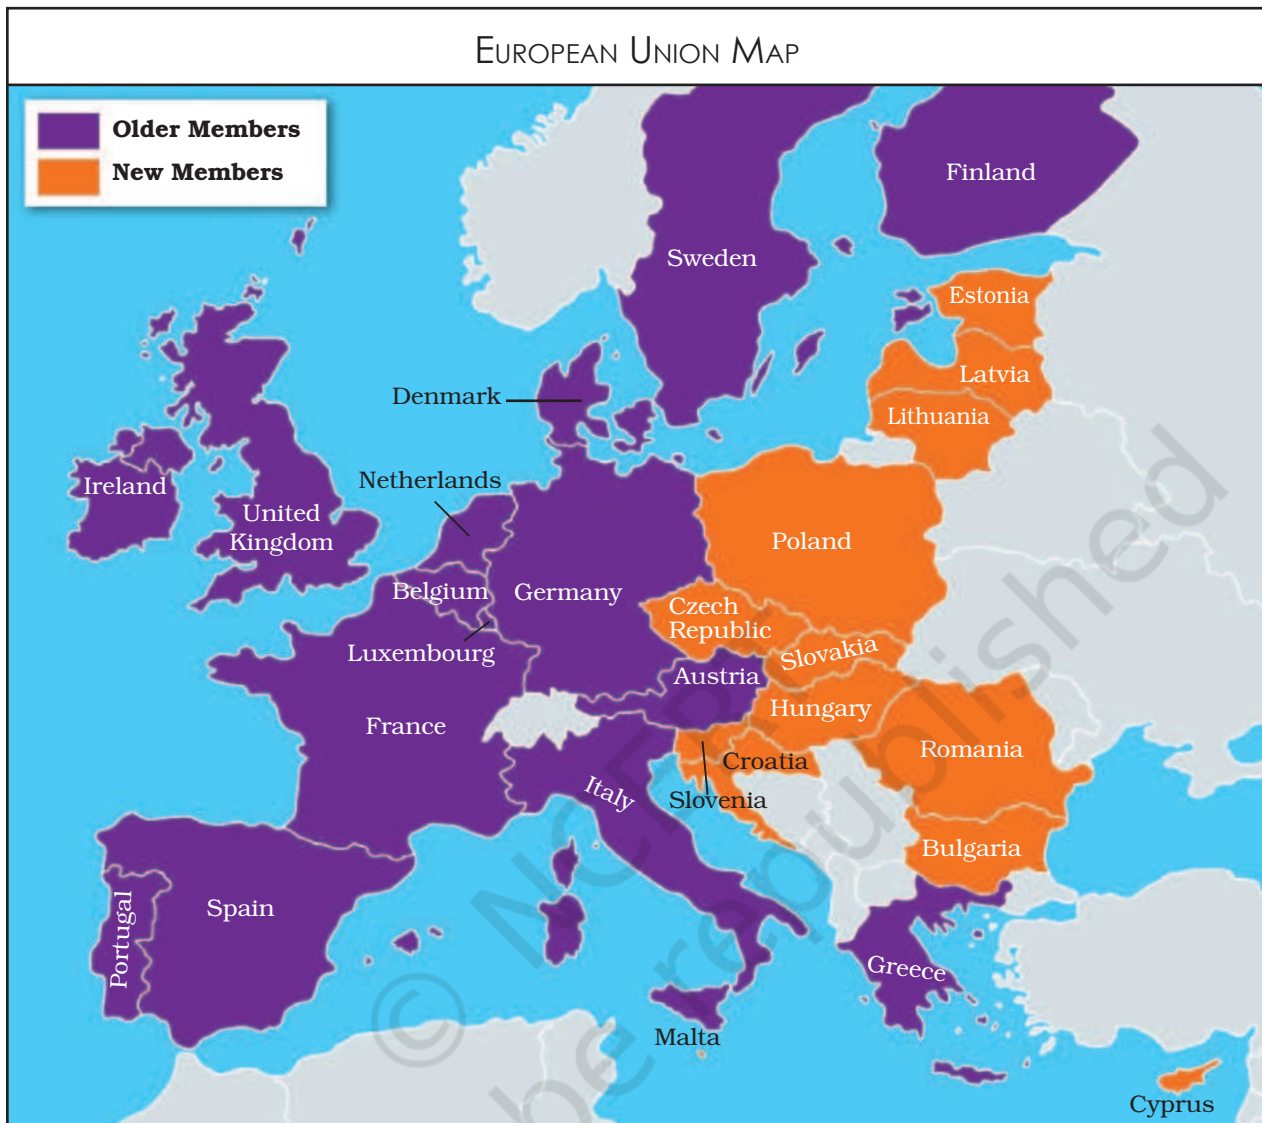 European Union Map
Older Members
New Members
Finland
Sweden
Estonia
Latvia
Lithuania
Denmark
Netherlands
Ireland
United
Kingdom
Poland
Belgium
Germany
Czech
Republic
Luxembourg
Slovakia
Austria
Hungary
France
Romania
Croatia
Slovenia
Italy
Bulgaria
Portugal
Spain
Greece
Malta
Cyprus
© NCERT
be republished